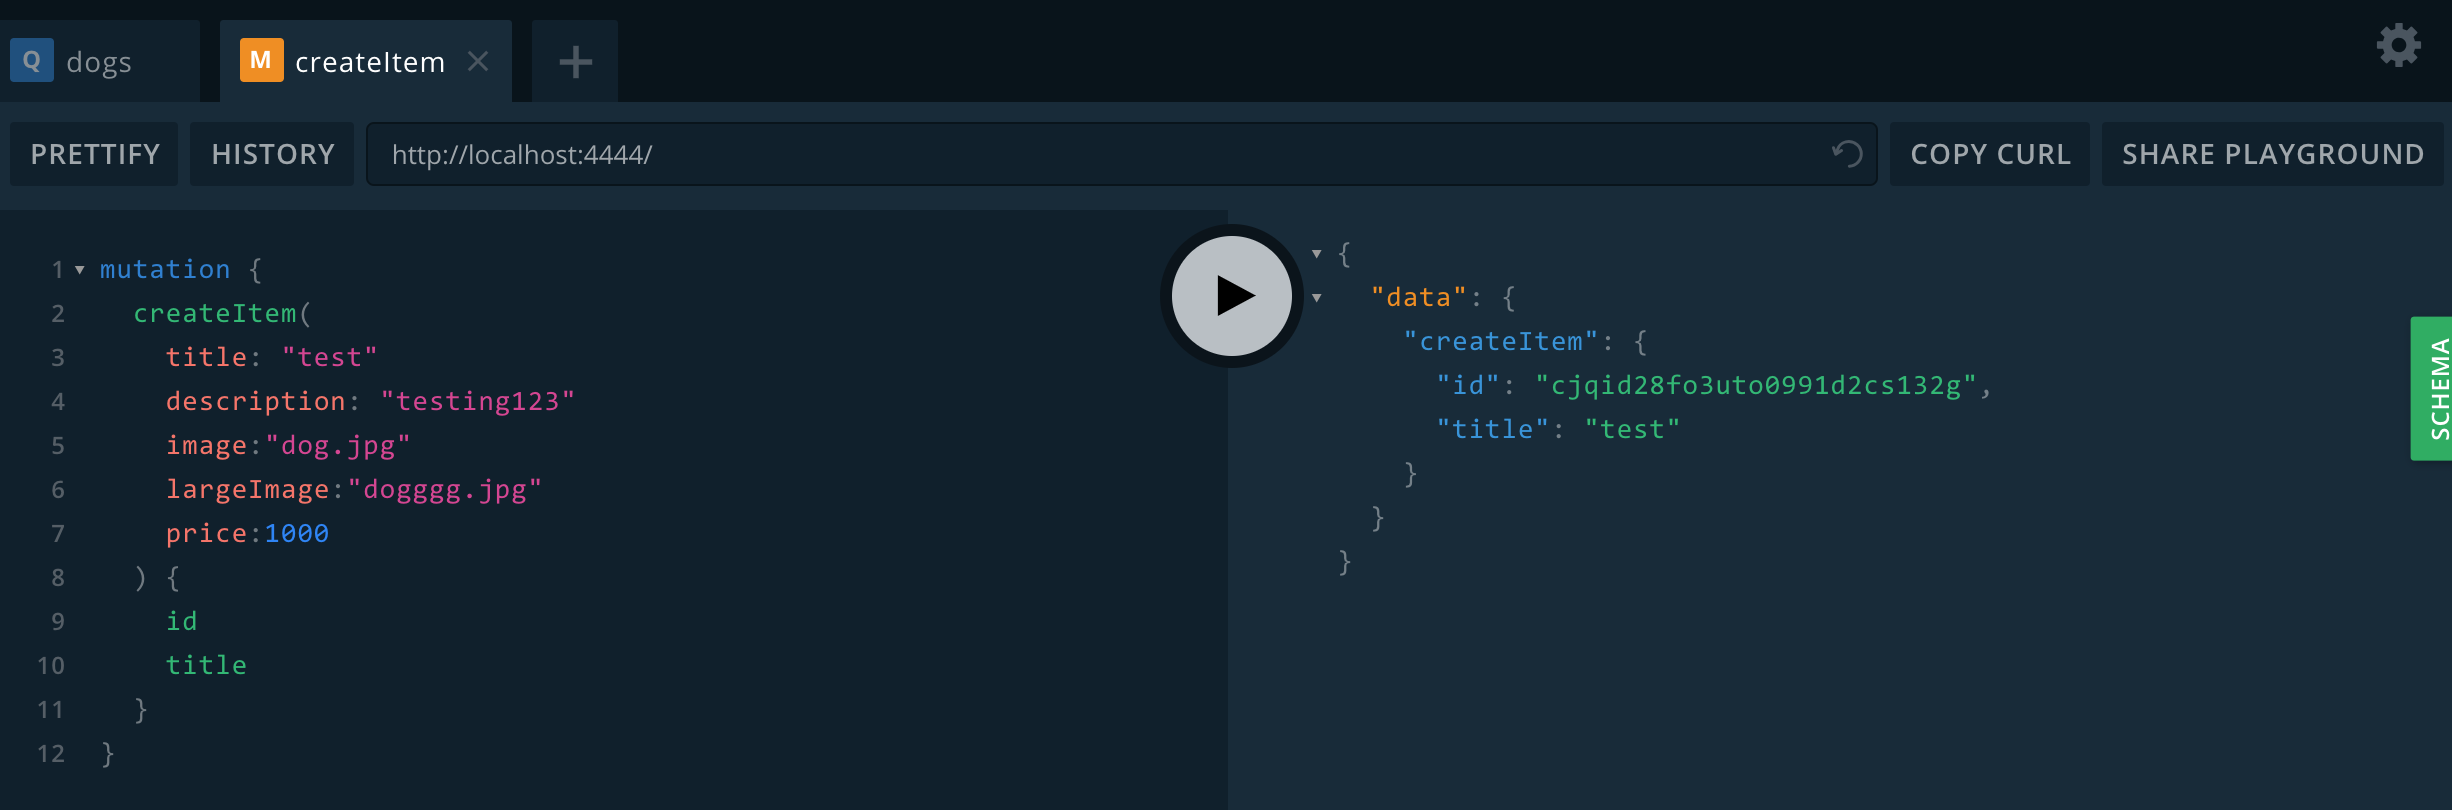 Q dogs
M createItem
PRETTIFY HISTORY http://localhost:4444/ COPY CURL SHARE PLAYGROUND
1 mutation {
2 createItem(
3 title: "test"
4 description: "testing123"
5 image:"dog.jpg"
6 largeImage:"dogggg.jpg"
7 price:1000
8 ) {
9 id
10 title
11 }
12 }
{
"data": {
"createItem": {
"id": "cjqid28fo3uto0991d2cs132g",
"title": "test"
}
}
}
SCHEMA